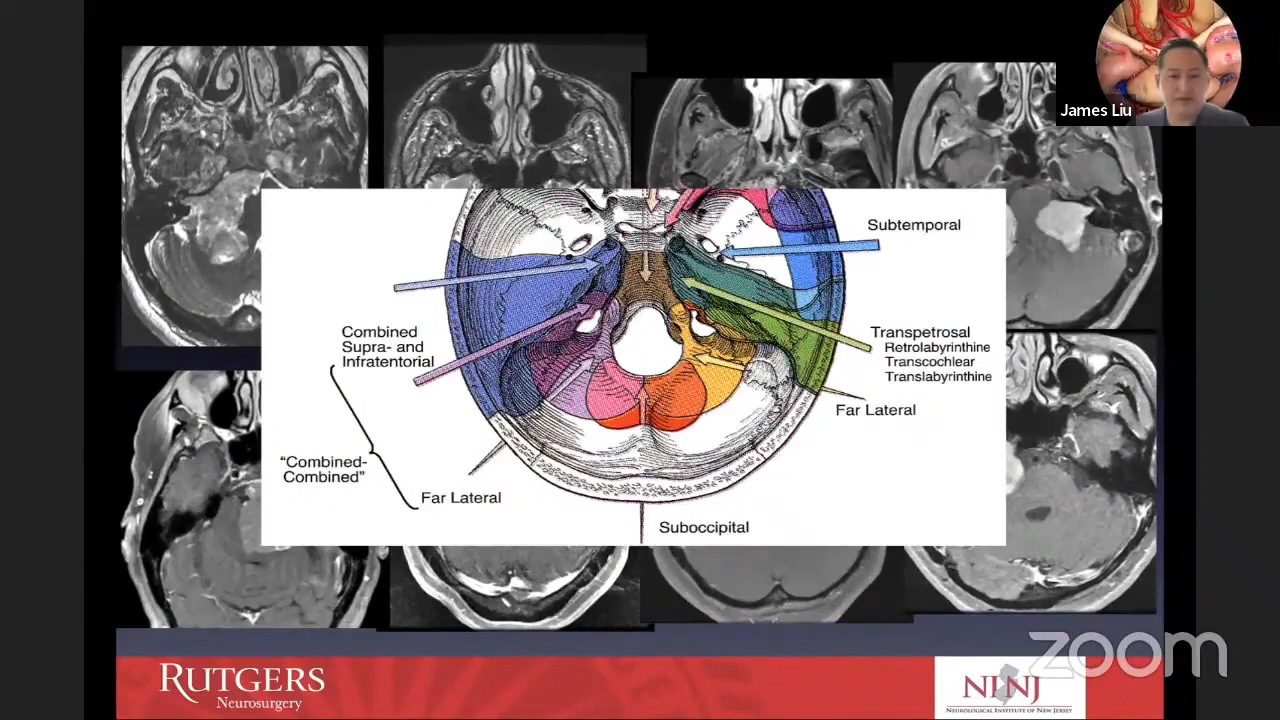 James Liu
Subtemporal
Combined
Supra- and
Infratentorial
Transpetrosal
Retrolabyrinthine
Transcochlear
Translabyrinthine
Far Lateral
"Combined-
Combined"
Far Lateral
Suboccipital
zoom
RUTGERS
Neurosurgery
NINJ
NEUROLOGICAL INSTITUTE OF NEW JERSEY